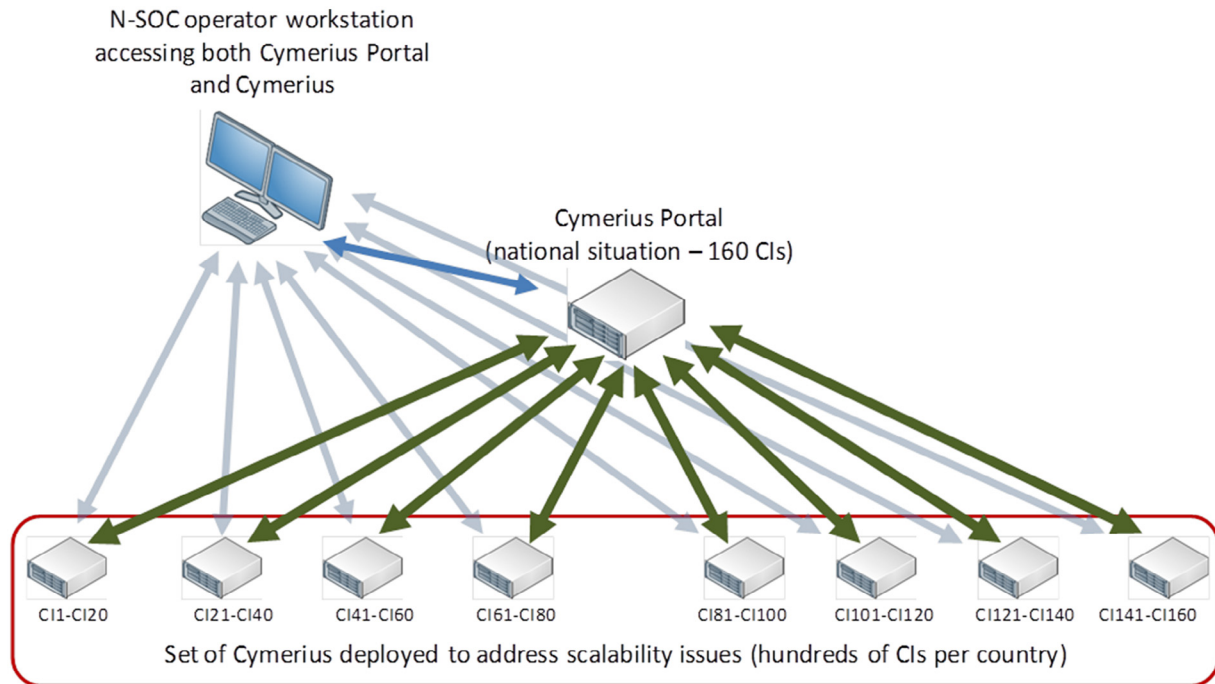 N-SOC operator workstation
accessing both Cymerius Portal
and Cymerius
Cymerius Portal
(national situation – 160 CIs)
CI1-CI20
CI21-CI40
CI41-CI60
CI61-CI80
CI81-CI100
CI101-CI120
CI121-CI140
CI141-CI160
Set of Cymerius deployed to address scalability issues (hundreds of CIs per country)